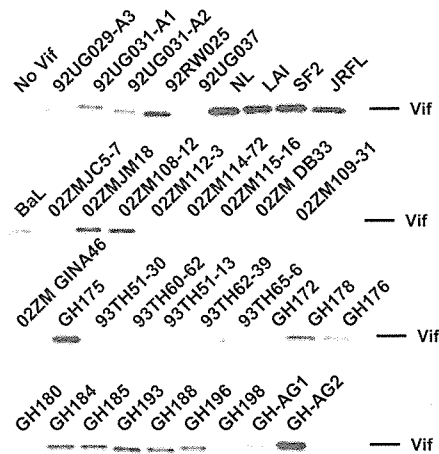 No Vif 92UG029-A3 92UG031-A1 92UG031-A2 92RW025 92UG037 NL LAI SF2 JRFL
Vif
BaL 02ZMJC5-7 02ZMJM18 02ZM108-12 02ZM112-3 02ZM114-72 02ZM115-16 02ZM DB33 02ZM109-31
Vif
02ZM GINA46 GH175 93TH51-30 93TH60-62 93TH51-13 93TH62-39 93TH65-6 GH172 GH178 GH176
Vif
GH180 GH184 GH185 GH193 GH188 GH196 GH198 GH-AG1 GH-AG2
Vif